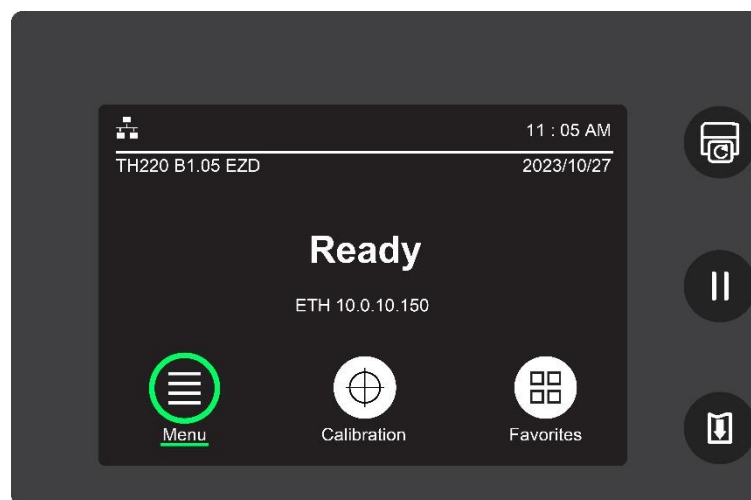 11 : 05 AM
TH220 B1.05 EZD 2023/10/27
Ready
ETH 10.0.10.150
Menu Calibration Favorites